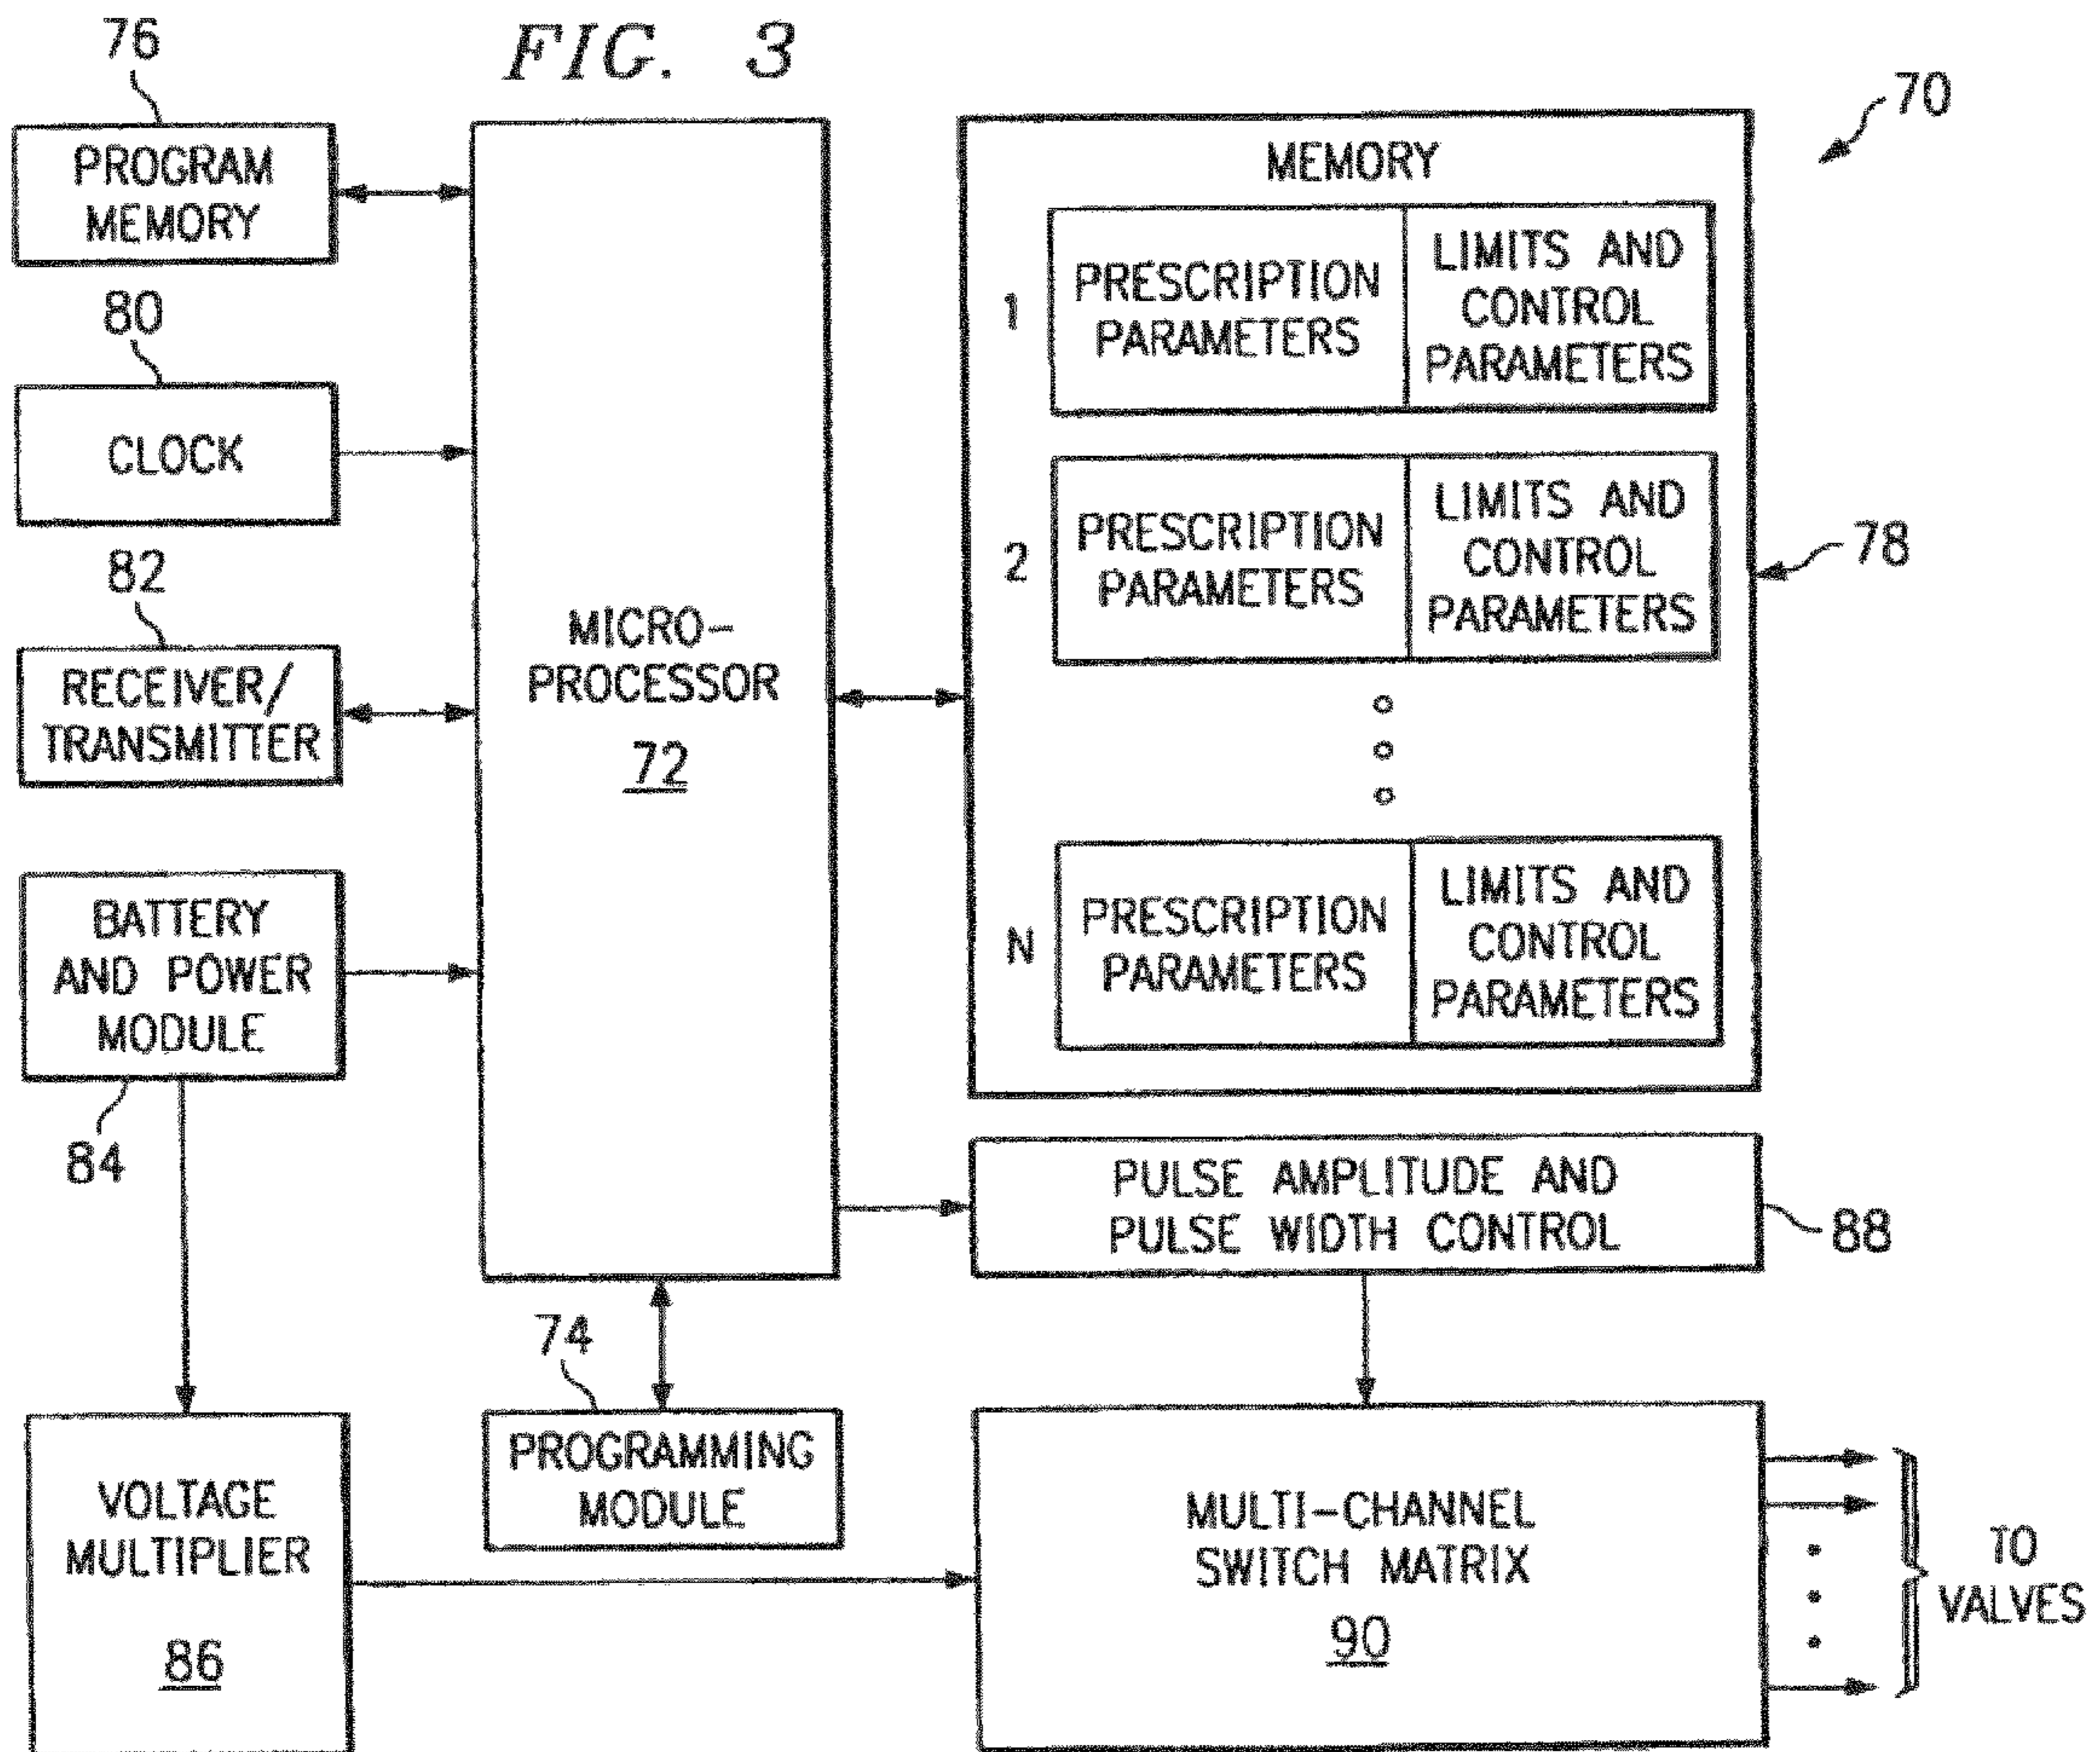 FIG. 3
76
PROGRAM
MEMORY
80
CLOCK
82
RECEIVER/
TRANSMITTER
BATTERY
AND POWER
MODULE
84
VOLTAGE
MULTIPLIER
86
MICRO-
PROCESSOR
72
74
PROGRAMMING
MODULE
70
MEMORY
1
PRESCRIPTION
PARAMETERS
LIMITS AND
CONTROL
PARAMETERS
2
PRESCRIPTION
PARAMETERS
LIMITS AND
CONTROL
PARAMETERS
78
N
PRESCRIPTION
PARAMETERS
LIMITS AND
CONTROL
PARAMETERS
PULSE AMPLITUDE AND
PULSE WIDTH CONTROL
88
MULTI-CHANNEL
SWITCH MATRIX
90
TO
VALVES